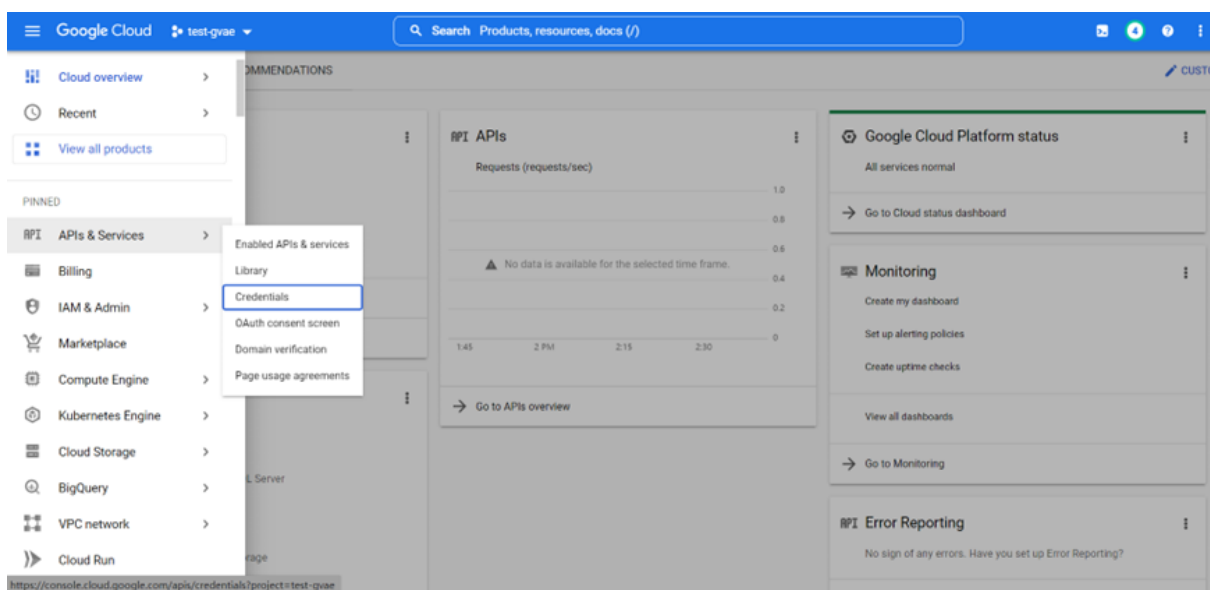 Google Cloud
test-gvae
Search Products, resources, docs (/)
4
Cloud overview
Recent
View all products
PINNED
API APIs & Services
Billing
IAM & Admin
Marketplace
Compute Engine
Kubernetes Engine
Cloud Storage
BigQuery
VPC network
Cloud Run
Enabled APIs & services
Library
Credentials
OAuth consent screen
Domain verification
Page usage agreements
OMMENDATIONS
CUST
L Server
rage
API APIs
Requests (requests/sec)
1.0
0.8
0.6
No data is available for the selected time frame.
0.4
0.2
0
1:45 2 PM 2:15 2:30
Go to APIs overview
Google Cloud Platform status
All services normal
Go to Cloud status dashboard
Monitoring
Create my dashboard
Set up alerting policies
Create uptime checks
View all dashboards
Go to Monitoring
API Error Reporting
No sign of any errors. Have you set up Error Reporting?
https://console.cloud.google.com/apis/credentials?project=test-gvae